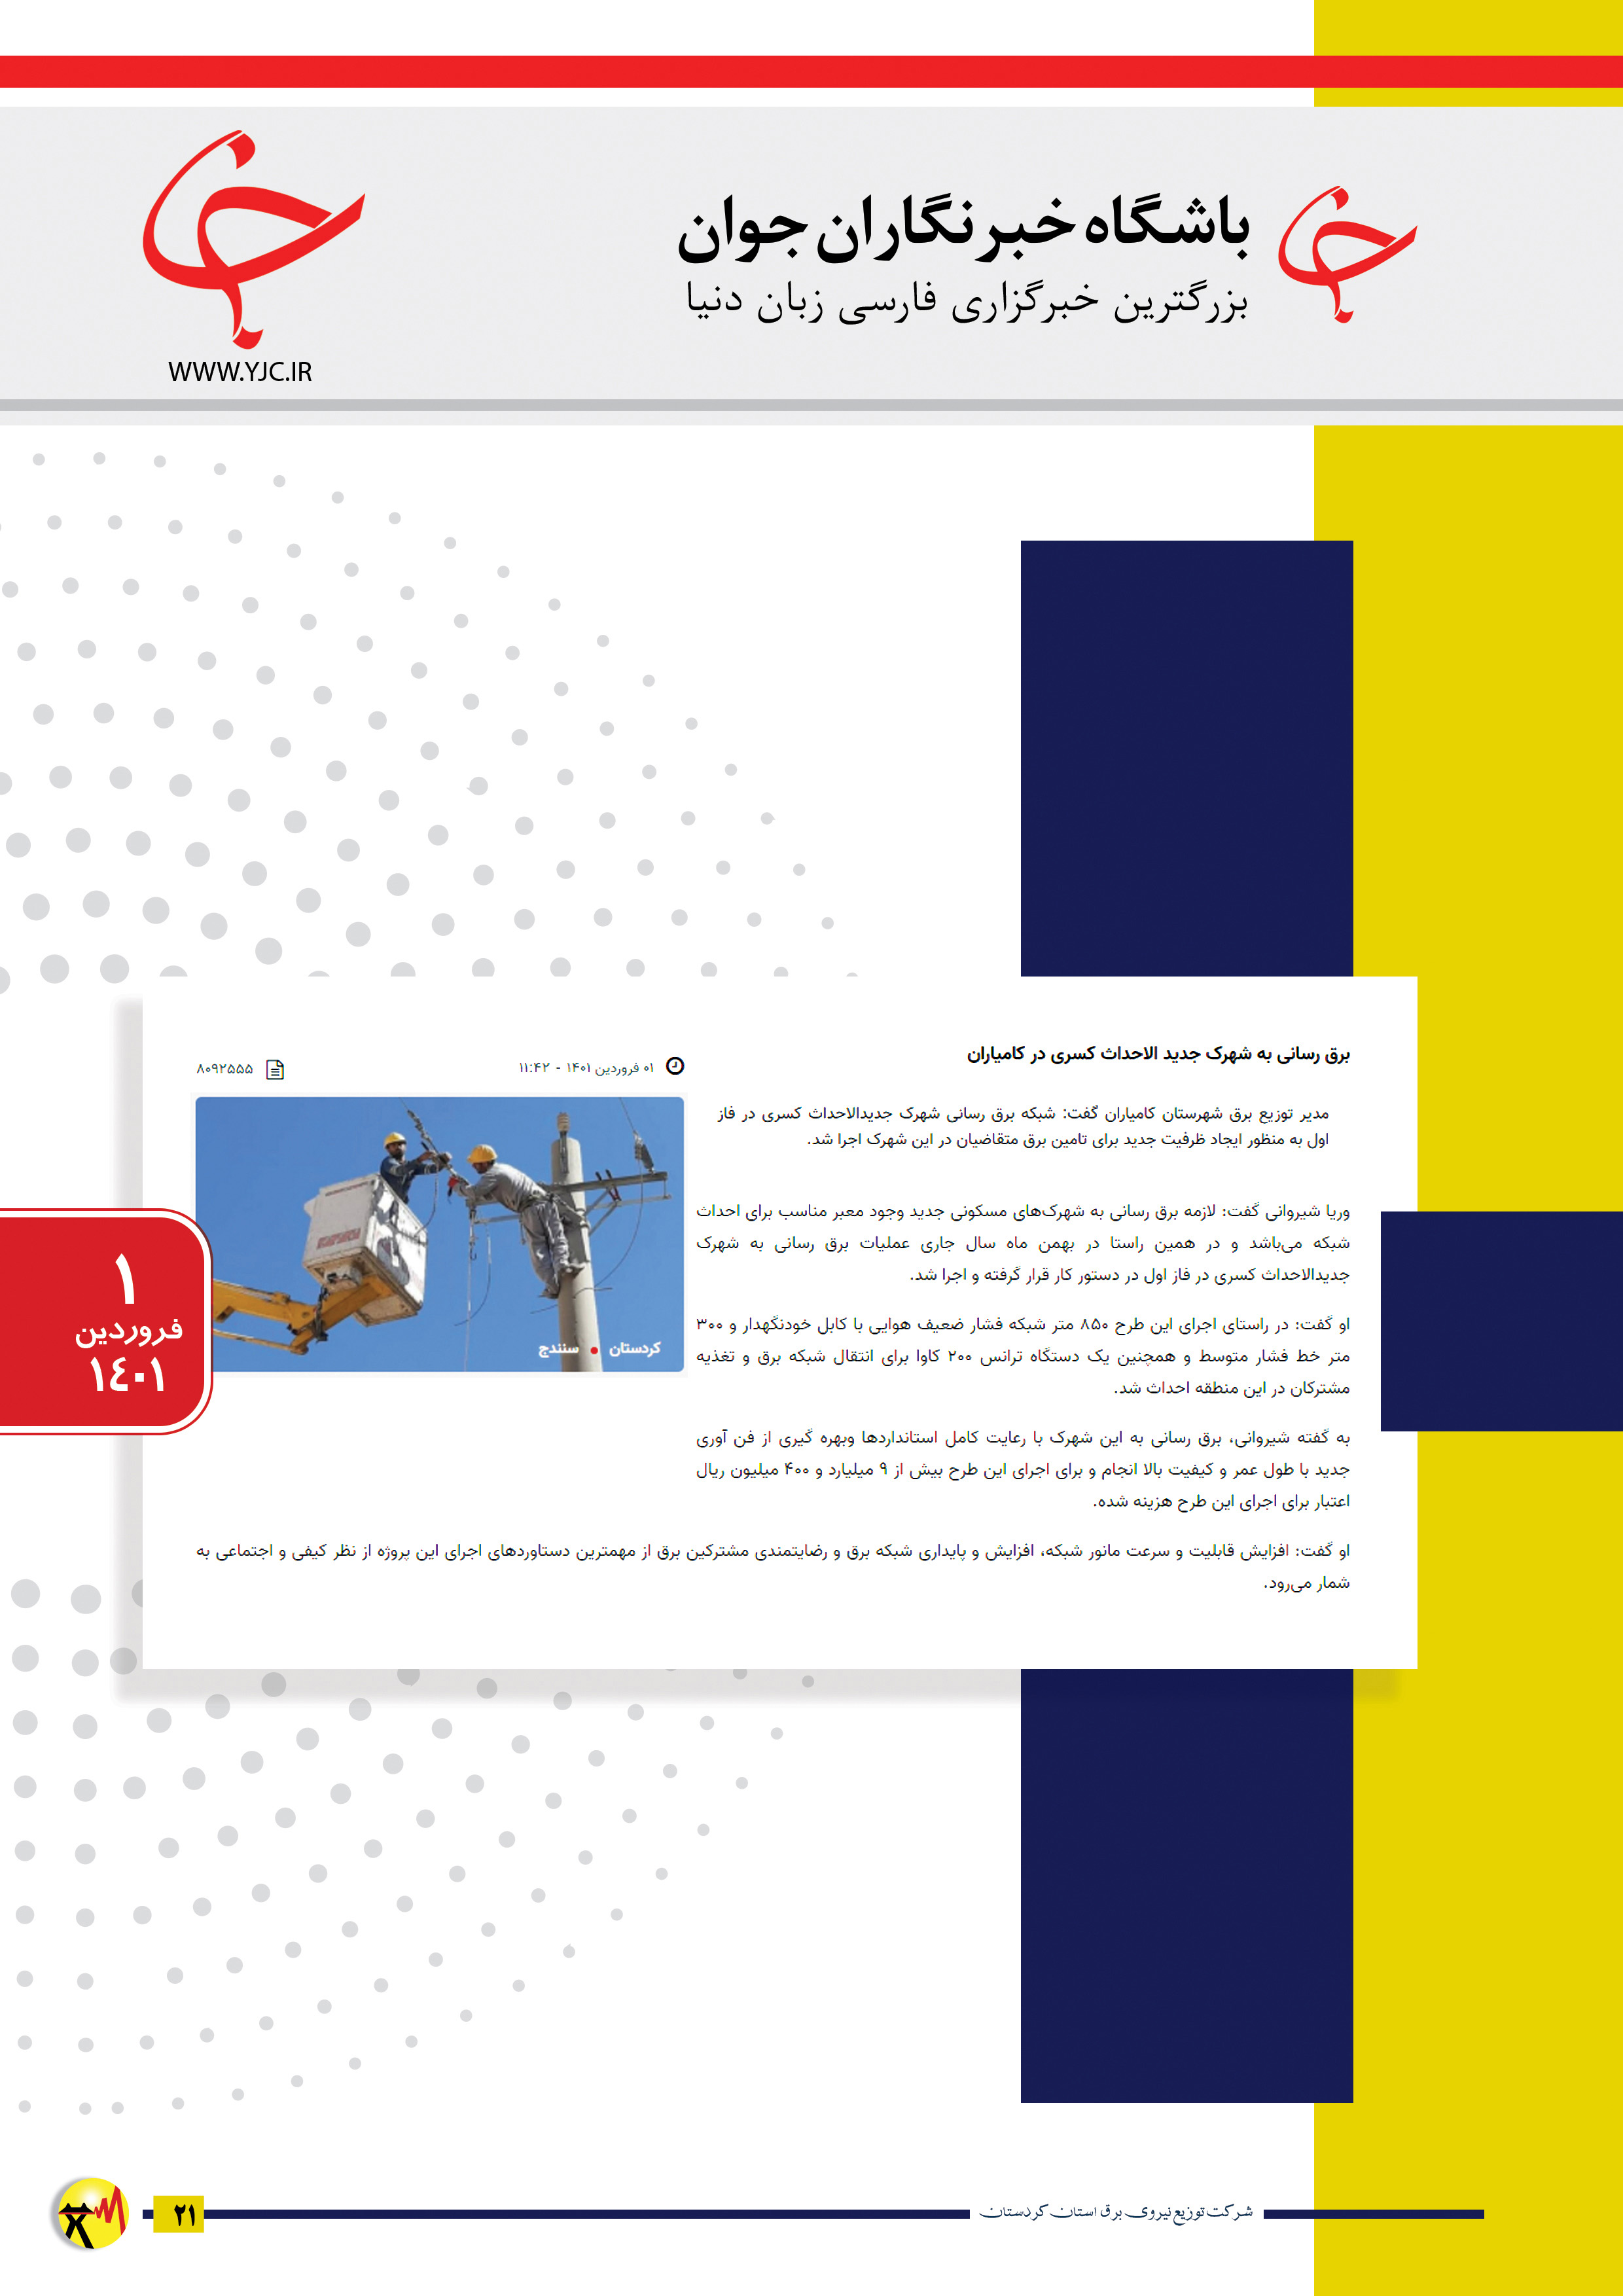 باشگاه خبرنگاران جوان
بزرگترین خبرگزاری فارسی زبان دنیا
WWW.YJC.IR
برق رسانی به شهرک جدید الاحداث کسری در کامیاران
۰۱ فروردین ۱۴۰۱ - ۱۱:۴۲
۸۰۹۲۵۵۵
مدیر توزیع برق شهرستان کامیاران گفت: شبکه برق رسانی شهرک جدیدالاحداث کسری در فاز
اول به منظور ایجاد ظرفیت جدید برای تامین برق متقاضیان در این شهرک اجرا شد.
وریا شیروانی گفت: لازمه برق رسانی به شهرک‌های مسکونی جدید وجود معبر مناسب برای احداث
شبکه می‌باشد و در همین راستا در بهمن ماه سال جاری عملیات برق رسانی به شهرک
جدیدالاحداث کسری در فاز اول در دستور کار قرار گرفته و اجرا شد.
او گفت: در راستای اجرای این طرح ۸۵۰ متر شبکه فشار ضعیف هوایی با کابل خودنگهدار و ۳۰۰
متر خط فشار متوسط و همچنین یک دستگاه ترانس ۲۰۰ کاوا برای انتقال شبکه برق و تغذیه
مشترکان در این منطقه احداث شد.
به گفته شیروانی، برق رسانی به این شهرک با رعایت کامل استانداردها وبهره گیری از فن آوری
جدید با طول عمر و کیفیت بالا انجام و برای اجرای این طرح بیش از ۹ میلیارد و ۴۰۰ میلیون ریال
اعتبار برای اجرای این طرح هزینه شده.
او گفت: افزایش قابلیت و سرعت مانور شبکه، افزایش و پایداری شبکه برق و رضایتمندی مشترکین برق از مهمترین دستاوردهای اجرای این پروژه از نظر کیفی و اجتماعی به
شمار می‌رود.
کردستان • سنندج
۱
فروردین
۱۴۰۱
شرکت توزیع نیروی برق استان کردستان
۲۱